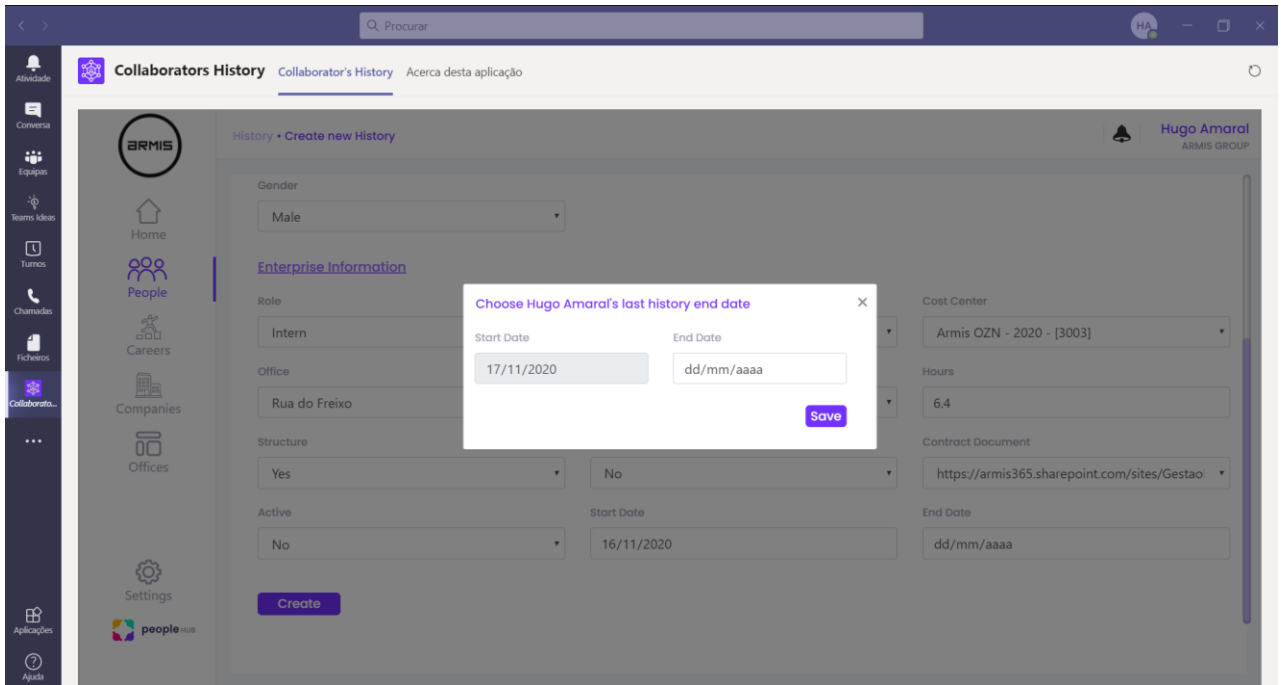 Procurar
HA
Atividade
Conversa
Equipas
Teams Ideas
Turnos
Chamadas
Ficheiros
Collaborato...
Aplicações
Ajuda
Collaborators History Collaborator's History Acerca desta aplicação
ARMIS
Home
People
Careers
Companies
Offices
Settings
people HUB
History • Create new History
Hugo Amaral
ARMIS GROUP
Gender
Male
Enterprise Information
Role
Cost Center
Intern
Armis OZN - 2020 - [3003]
Office
Hours
Rua do Freixo
6.4
Structure
Contract Document
Yes
No
https://armis365.sharepoint.com/sites/Gestao
Active
Start Date
End Date
No
16/11/2020
dd/mm/aaaa
Create
Choose Hugo Amaral's last history end date
Start Date
End Date
17/11/2020
dd/mm/aaaa
Save